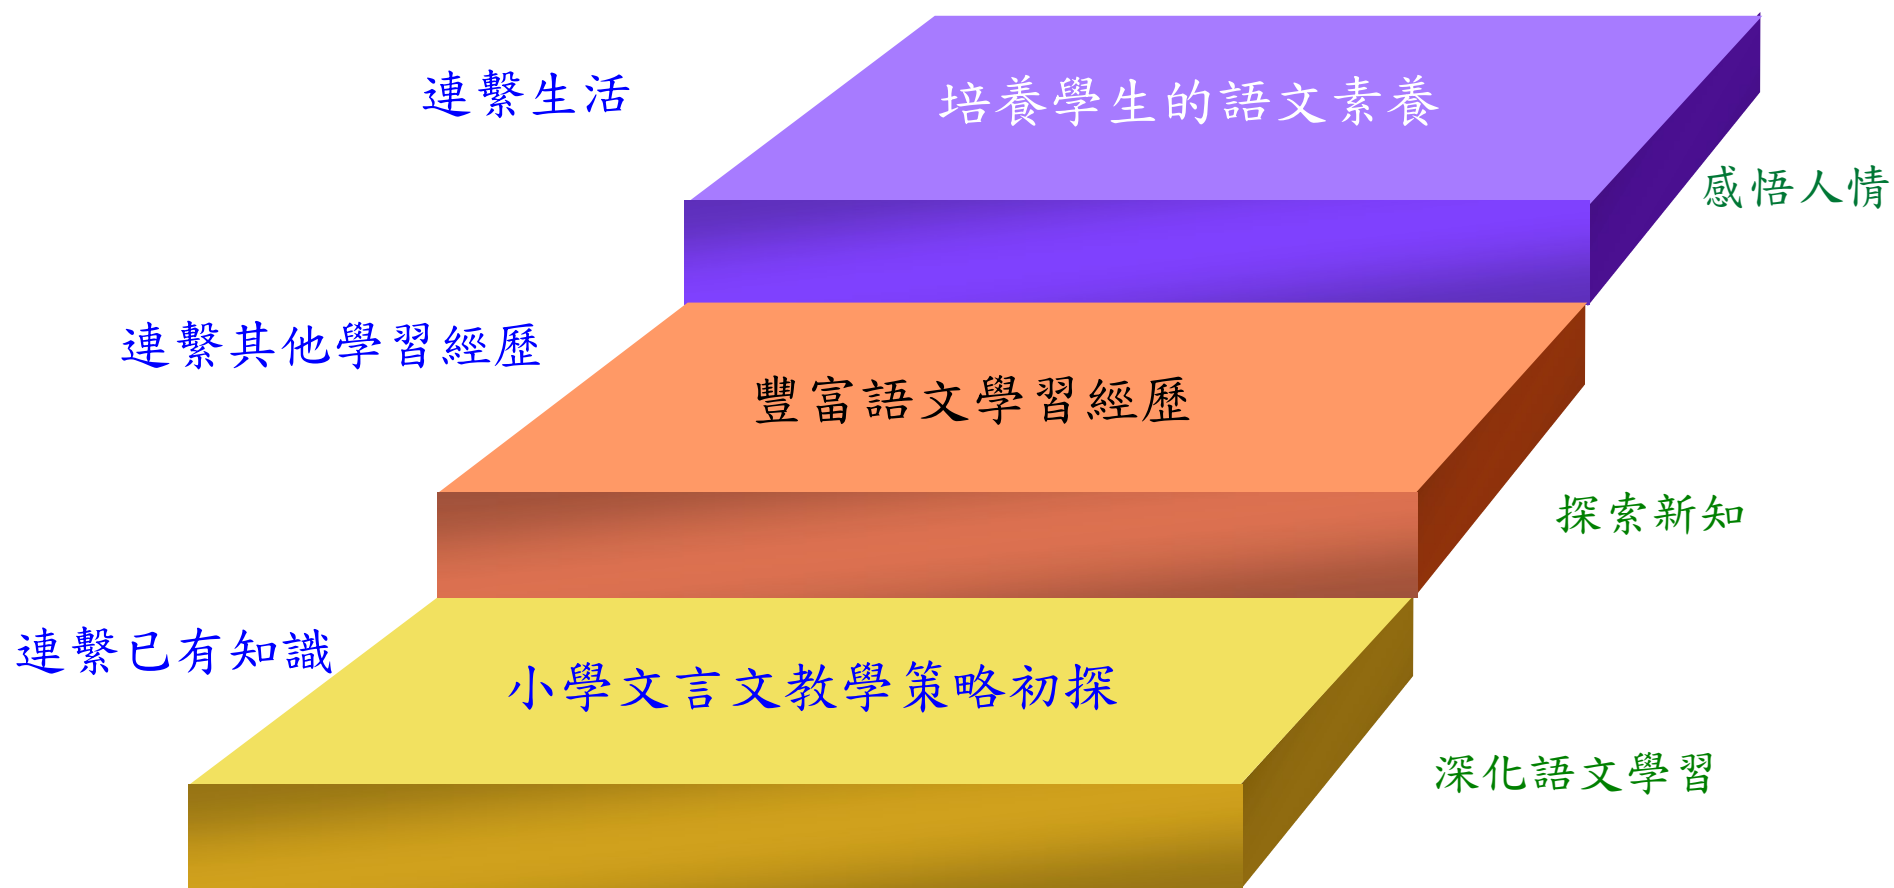 連繫生活
培養學生的語文素養
感悟人情
連繫其他學習經歷
豐富語文學習經歷
探索新知
連繫已有知識
小學文言文教學策略初探
深化語文學習